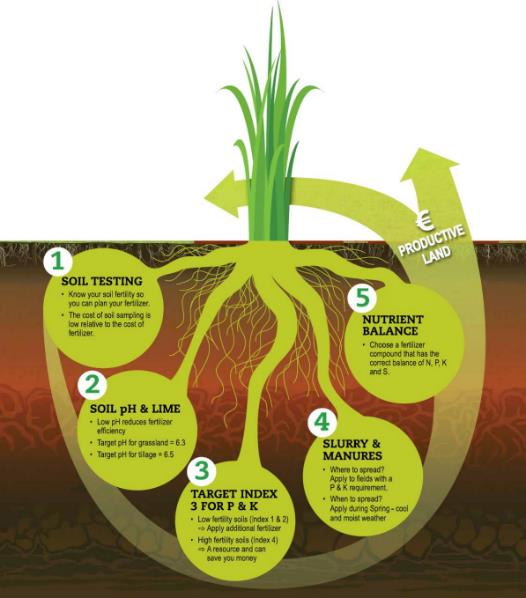 1
SOIL TESTING
• Know your soil fertility so
you can plan your fertilizer.
• The cost of soil sampling is
low relative to the cost of
fertilizer.
2
SOIL pH & LIME
• Low pH reduces fertilizer
efficiency
• Target pH for grassland = 6.3
• Target pH for tillage = 6.5
3
TARGET INDEX
3 FOR P & K
• Low fertility soils (Index 1 & 2)
⇨ Apply additional fertilizer
• High fertility soils (Index 4)
⇨ A resource and can
save you money
4
SLURRY &
MANURES
• Where to spread?
Apply to fields with a
P & K requirement.
• When to spread?
Apply during Spring – cool
and moist weather
5
NUTRIENT
BALANCE
• Choose a fertilizer
compound that has the
correct balance of N, P, K
and S.
€
PRODUCTIVE
LAND